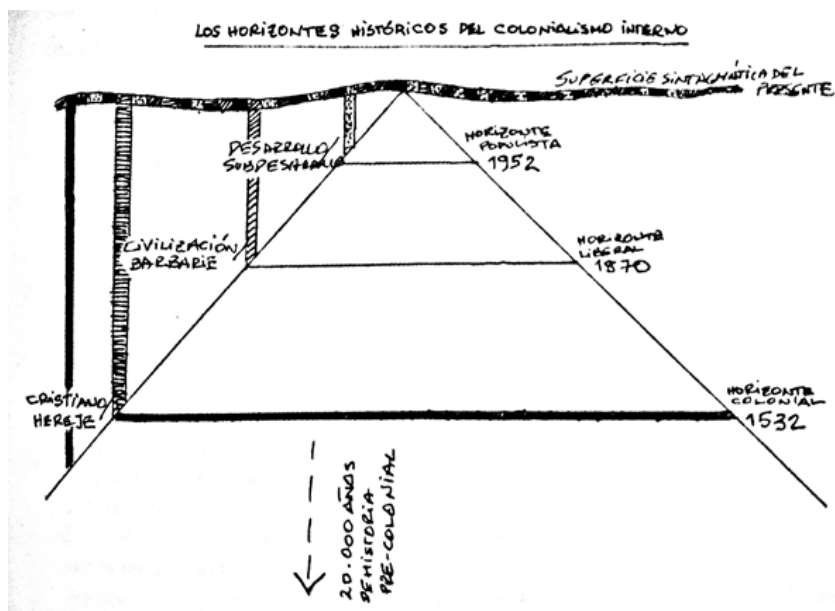 LOS HORIZONTES HISTÓRICOS DEL COLONIALISMO INTERNO
SUPERFICIE SINTAGMÁTICA DEL
PRESENTE
DESARROLLO
SUBDESARROLLO
HORIZONTE
POPULISTA
1952
CIVILIZACIÓN
BARBARIE
HORIZONTE
LIBERAL
1870
CRISTIANO
HEREJE
HORIZONTE
COLONIAL
1532
20.000 AÑOS
DE HISTORIA
PRE-COLONIAL